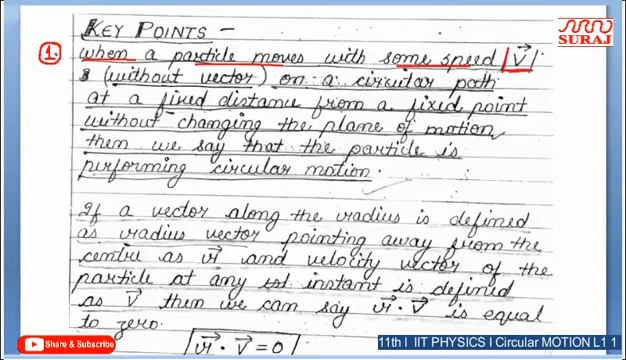 KEY POINTS -
1. when a particle moves with some speed |v⃗|
(without vector) on a circular path
at a fixed distance from a fixed point
without changing the plane of motion,
then we say that the particle is
performing circular motion.
If a vector along the radius is defined
as radius vector pointing away from the
centre as r⃗ and velocity vector of the
particle at any instant is defined
as v⃗ then we can say r⃗ · v⃗ is equal
to zero.
r⃗ · v⃗ = 0
SURAJ
Share & Subscribe
11th I IIT PHYSICS I Circular MOTION L1 1